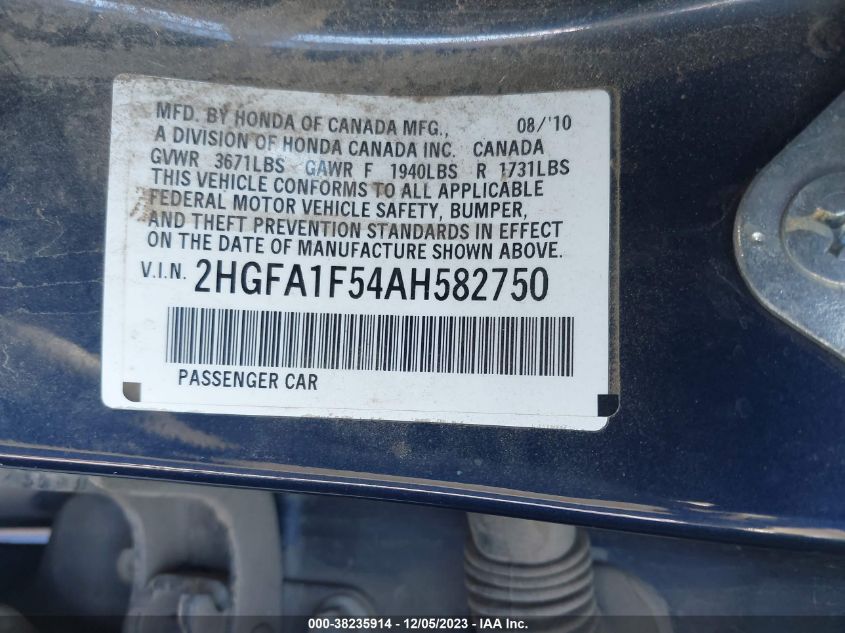 MFD. BY HONDA OF CANADA MFG., 08/'10
A DIVISION OF HONDA CANADA INC. CANADA
GVWR 3671LBS GAWR F 1940LBS R 1731LBS
THIS VEHICLE CONFORMS TO ALL APPLICABLE
FEDERAL MOTOR VEHICLE SAFETY, BUMPER,
AND THEFT PREVENTION STANDARDS IN EFFECT
ON THE DATE OF MANUFACTURE SHOWN ABOVE.
V.I.N. 2HGFA1F54AH582750
PASSENGER CAR
000-38235914 - 12/05/2023 - IAA Inc.